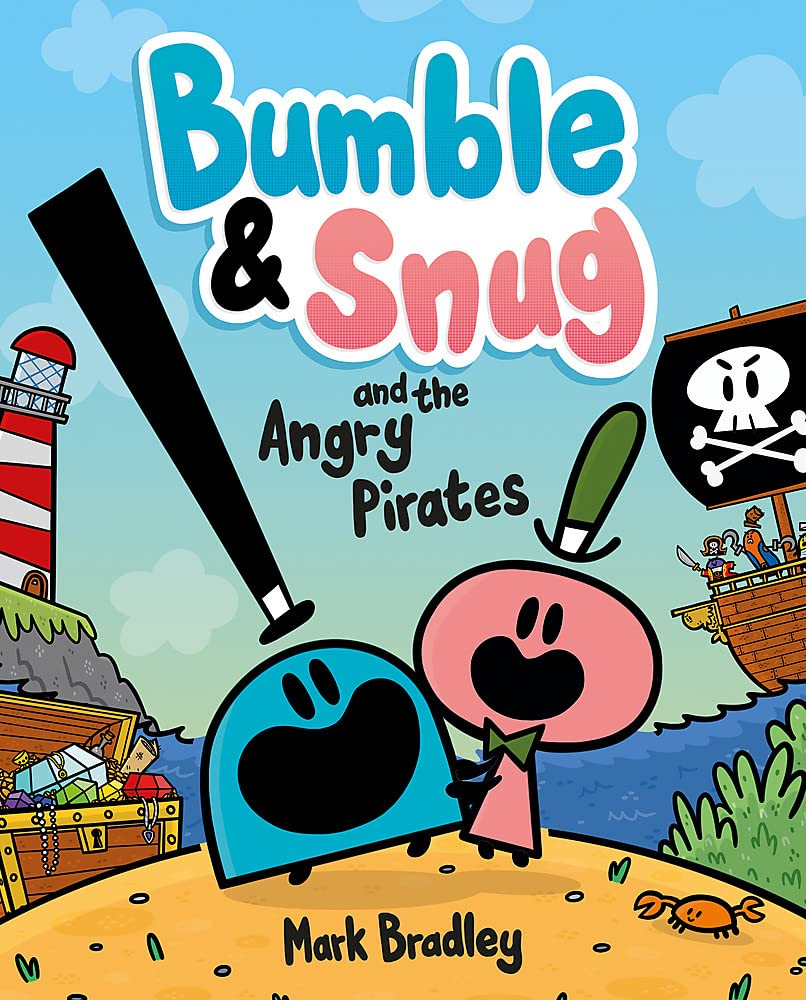 Bumble
& Snug
and the
Angry
Pirates
Mark Bradley